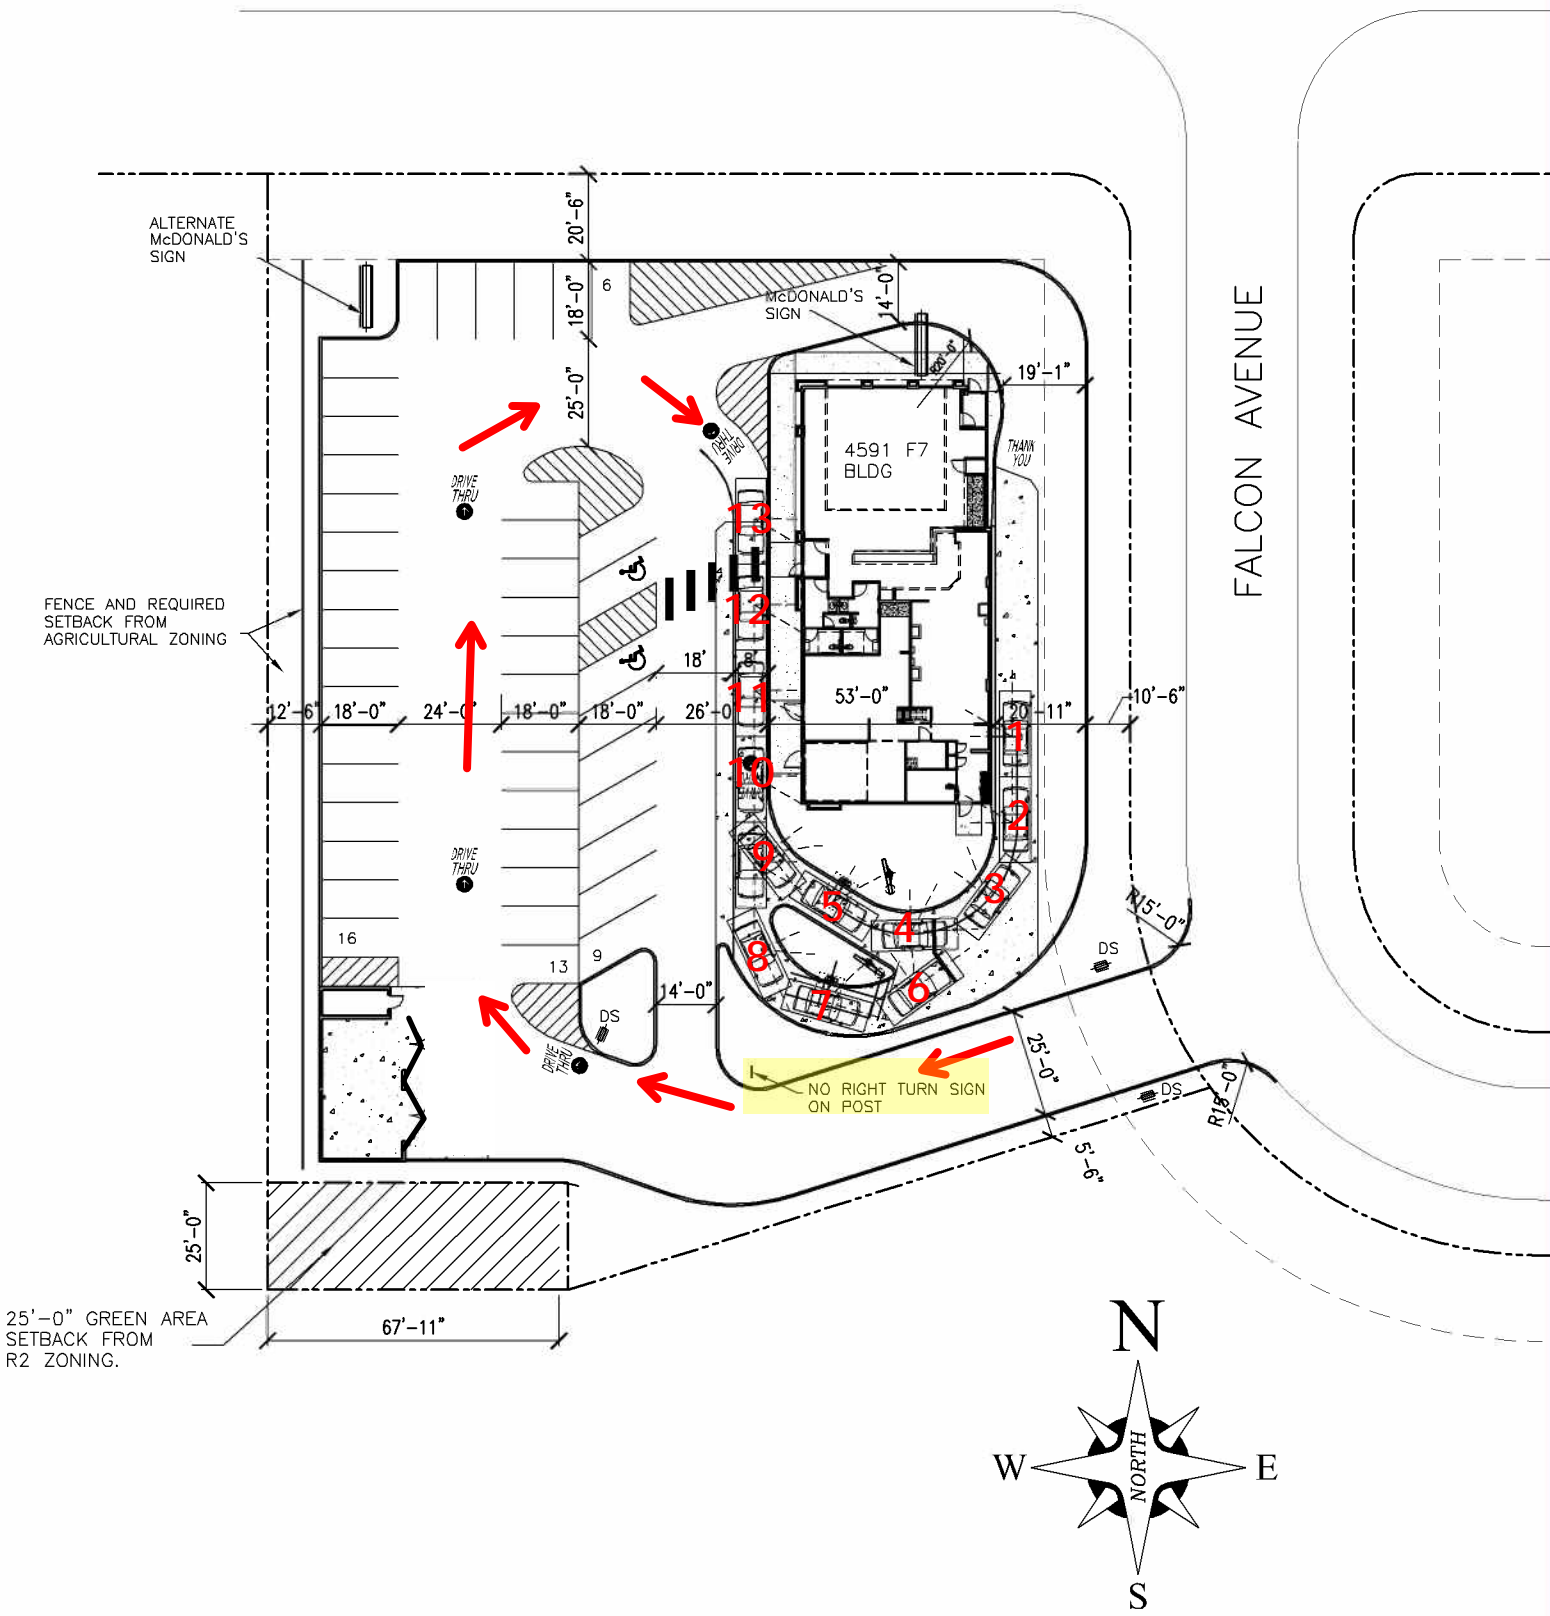 20'-6"
ALTERNATE
McDONALD'S
SIGN
6
18'-0"
McDONALD'S
SIGN
14'-0"
R20'-0"
19'-1"
25'-0"
DRIVE
THRU
4591 F7
BLDG
THANK
YOU
FALCON AVENUE
DRIVE
THRU
13
FENCE AND REQUIRED
SETBACK FROM
AGRICULTURAL ZONING
12
18'
8'
11
53'-0"
12'-6"
18'-0"
24'-0"
18'-0"
18'-0"
26'-0"
20'-11"
10'-6"
1
10
2
DRIVE
THRU
9
5
3
4
R15'-0"
16
13
9
8
6
7
DS
14'-0"
DS
DRIVE
THRU
25'-0"
NO RIGHT TURN SIGN
ON POST
DS
R15'-0"
5'-6"
25'-0"
25'-0" GREEN AREA
SETBACK FROM
R2 ZONING.
67'-11"
N
W
NORTH
E
S